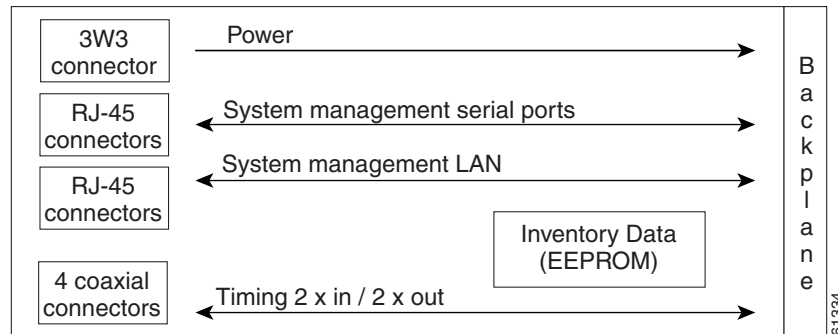 3W3
connector
Power
RJ-45
connectors
System management serial ports
RJ-45
connectors
System management LAN
Inventory Data
(EEPROM)
4 coaxial
connectors
Timing 2 x in / 2 x out
Backplane